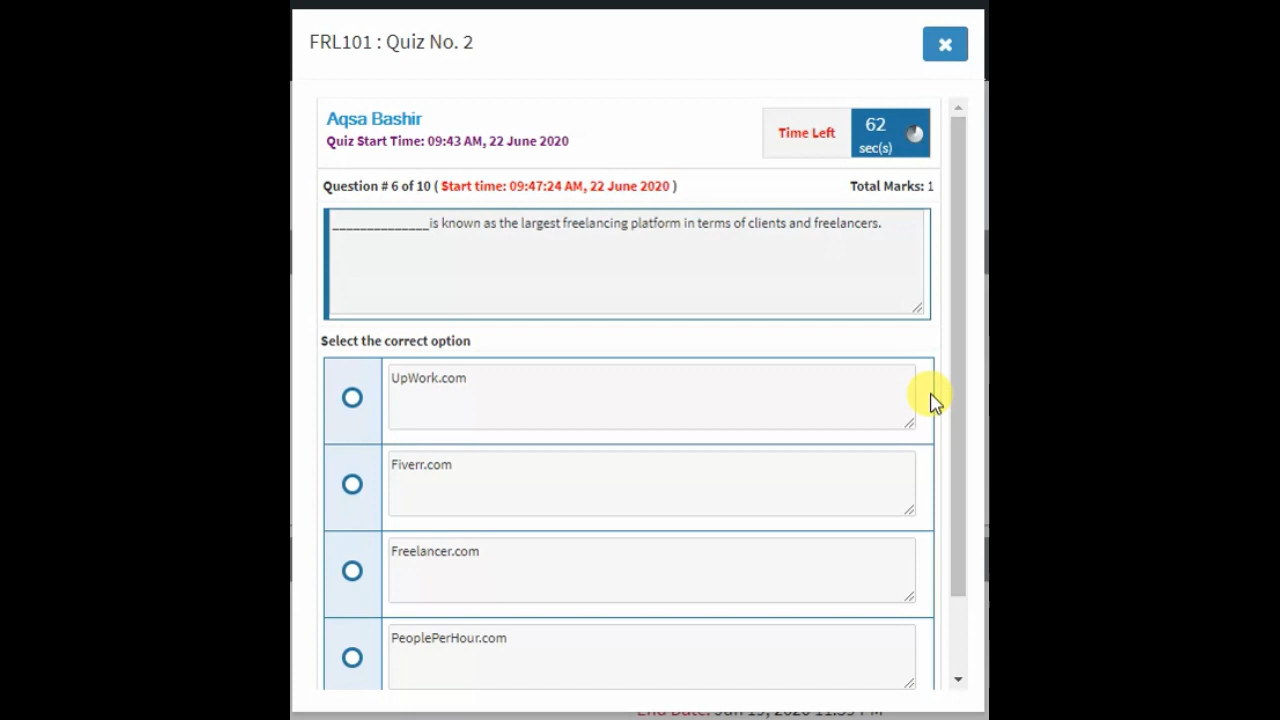 FRL101 : Quiz No. 2
Aqsa Bashir
Quiz Start Time: 09:43 AM, 22 June 2020
Time Left
62
sec(s)
Question # 6 of 10 ( Start time: 09:47:24 AM, 22 June 2020 )
Total Marks: 1
______________is known as the largest freelancing platform in terms of clients and freelancers.
Select the correct option
UpWork.com
Fiverr.com
Freelancer.com
PeoplePerHour.com